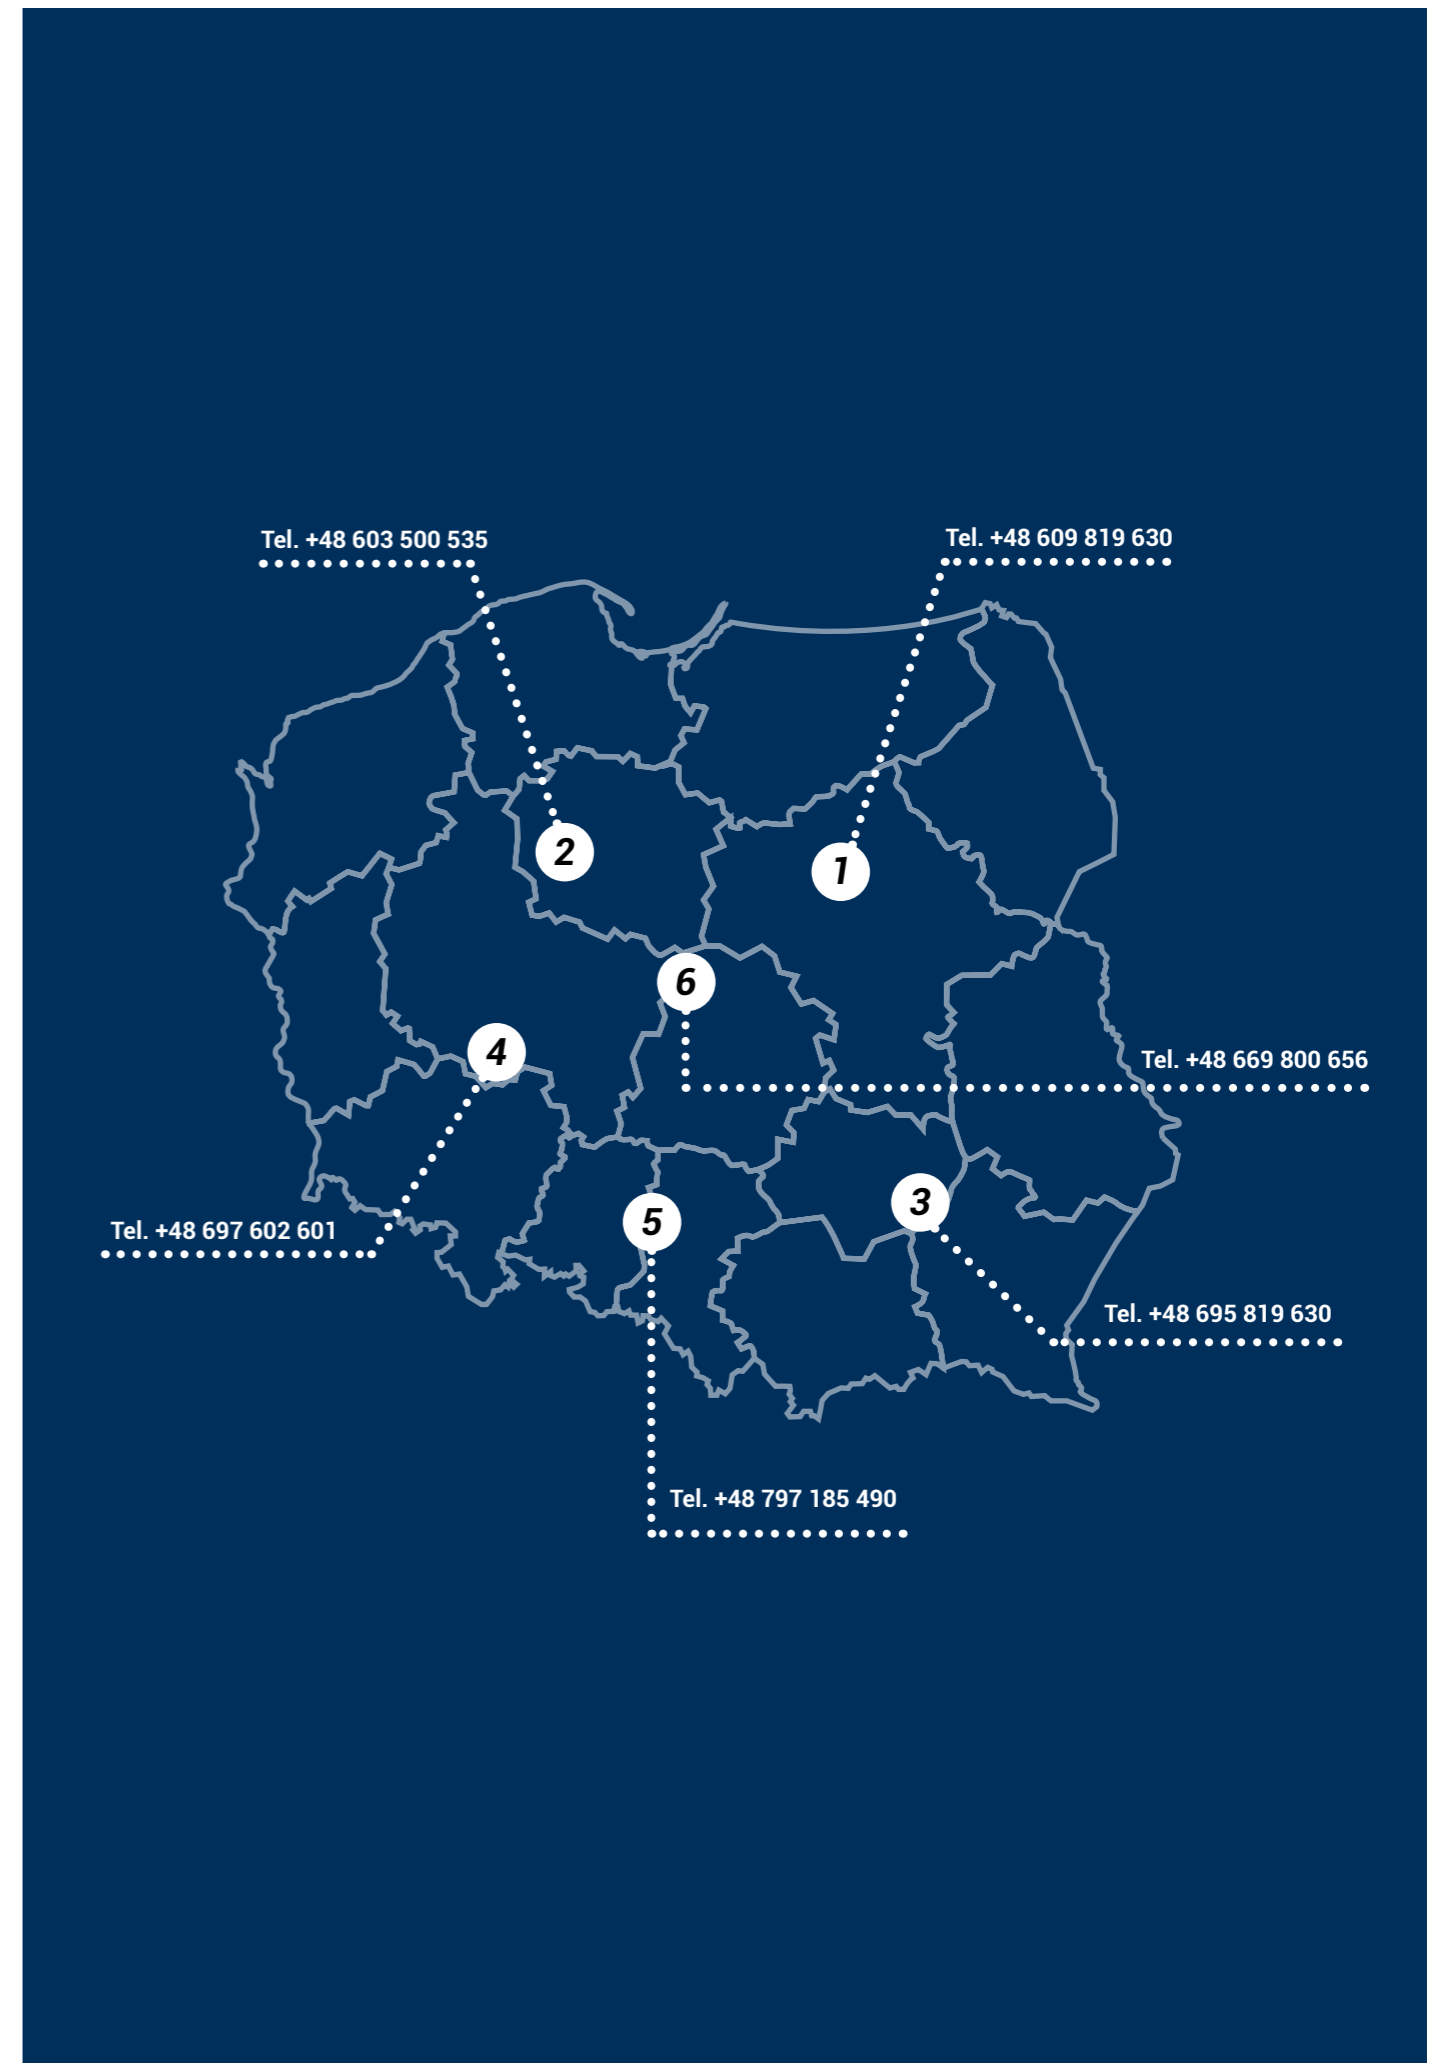 Tel. +48 603 500 535
Tel. +48 609 819 630
2
1
6
4
Tel. +48 669 800 656
3
5
Tel. +48 697 602 601
Tel. +48 695 819 630
Tel. +48 797 185 490